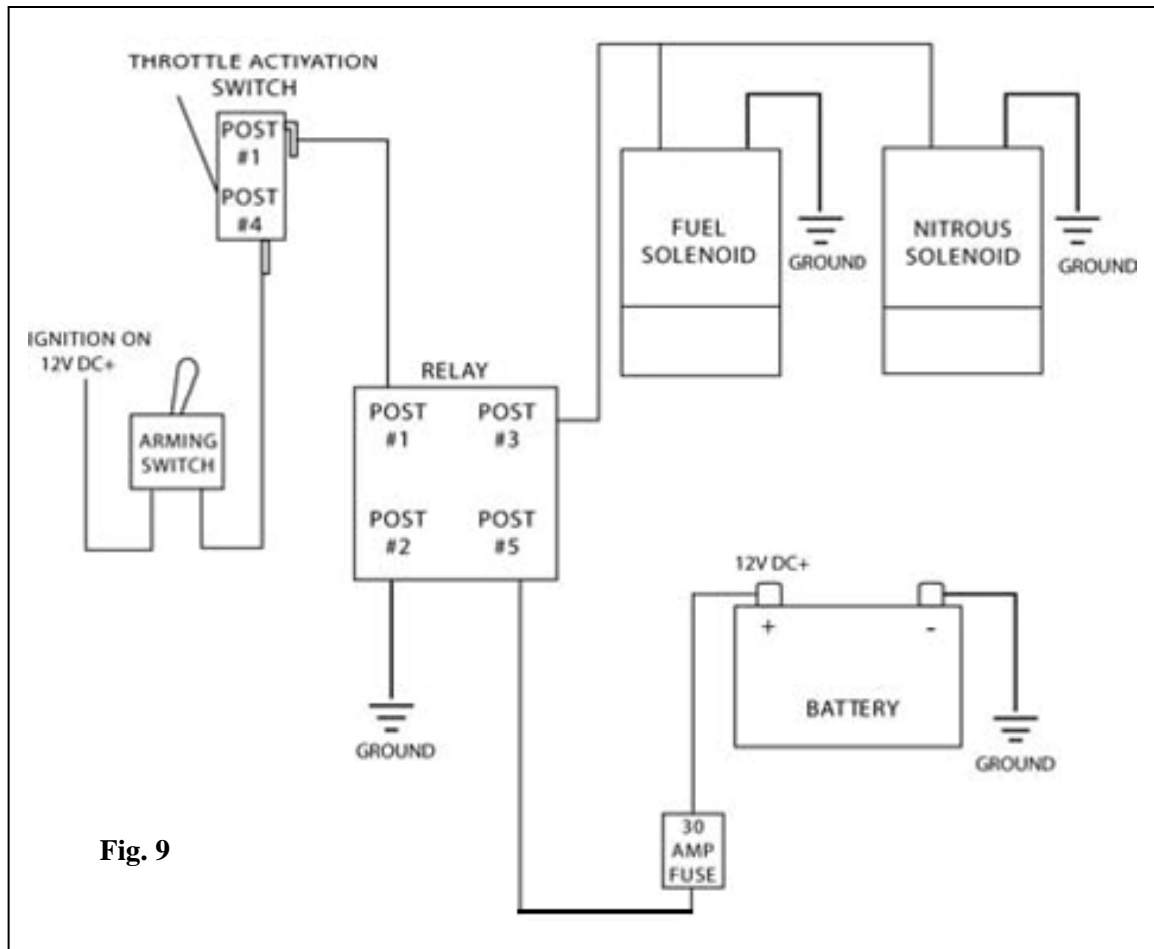 THROTTLE ACTIVATION
SWITCH
POST
#1
POST
#4
IGNITION ON
12V DC+
ARMING
SWITCH
RELAY
POST
#1
POST
#3
POST
#2
POST
#5
GROUND
FUEL
SOLENOID
GROUND
NITROUS
SOLENOID
GROUND
12V DC+
+
-
BATTERY
GROUND
30
AMP
FUSE
Fig. 9